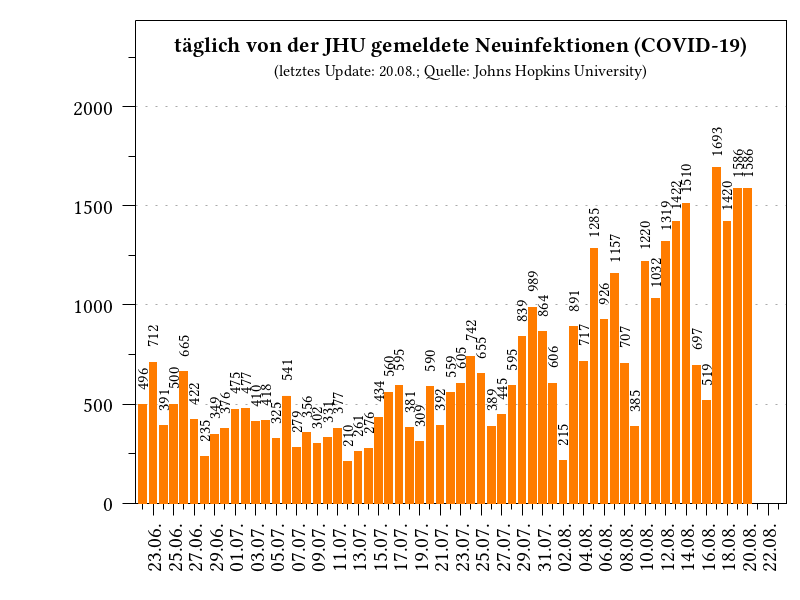 täglich von der JHU gemeldete Neuinfektionen (COVID-19)
(letztes Update: 20.08.; Quelle: Johns Hopkins University)
2000
1500
1000
500
0
496 712 391 500 665 422 235 349 376 475 477 410 418 325 541 279 356 302 331 377 210 261 276 434 560 595 381 309 590 392 559 605 742 655 389 445 595 839 989 864 606 215 891 717 1285 926 1157 707 385 1220 1032 1319 1422 1510 697 519 1693 1420 1586 1586
23.06. 25.06. 27.06. 29.06. 01.07. 03.07. 05.07. 07.07. 09.07. 11.07. 13.07. 15.07. 17.07. 19.07. 21.07. 23.07. 25.07. 27.07. 29.07. 31.07. 02.08. 04.08. 06.08. 08.08. 10.08. 12.08. 14.08. 16.08. 18.08. 20.08. 22.08.